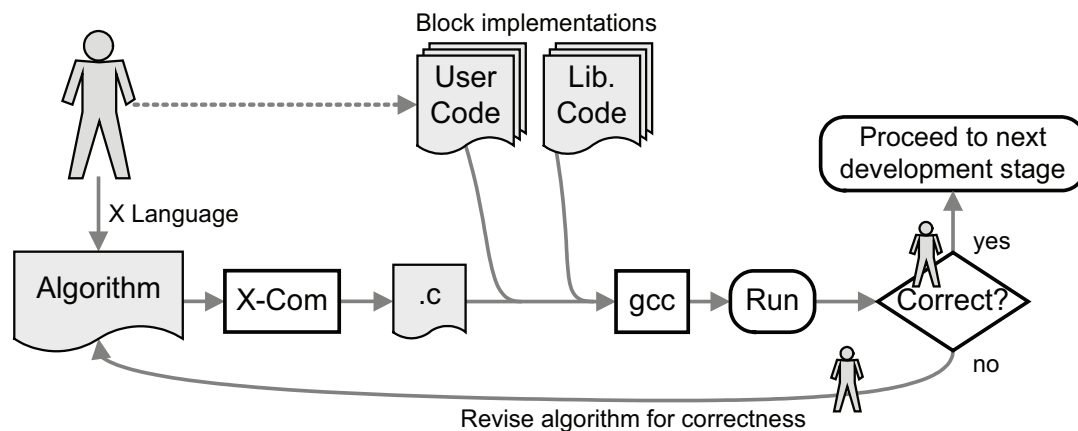 Block implementations
User
Code
Lib.
Code
Proceed to next
development stage
X Language
yes
Algorithm
X-Com
.c
gcc
Run
Correct?
no
Revise algorithm for correctness